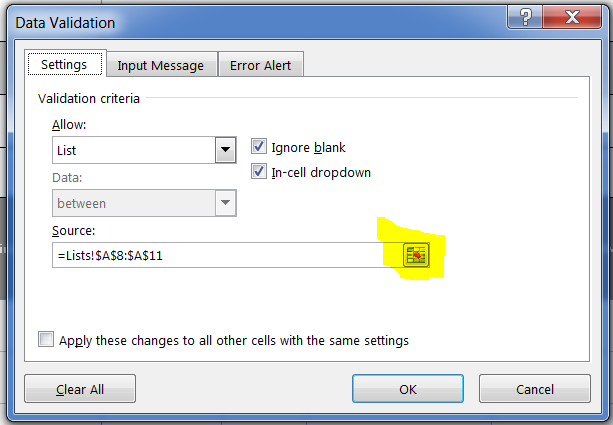 Data Validation
?
Settings
Input Message
Error Alert
Validation criteria
Allow:
List
Ignore blank
Data:
In-cell dropdown
between
Source:
=Lists!$A$8:$A$11
Apply these changes to all other cells with the same settings
Clear All
OK
Cancel